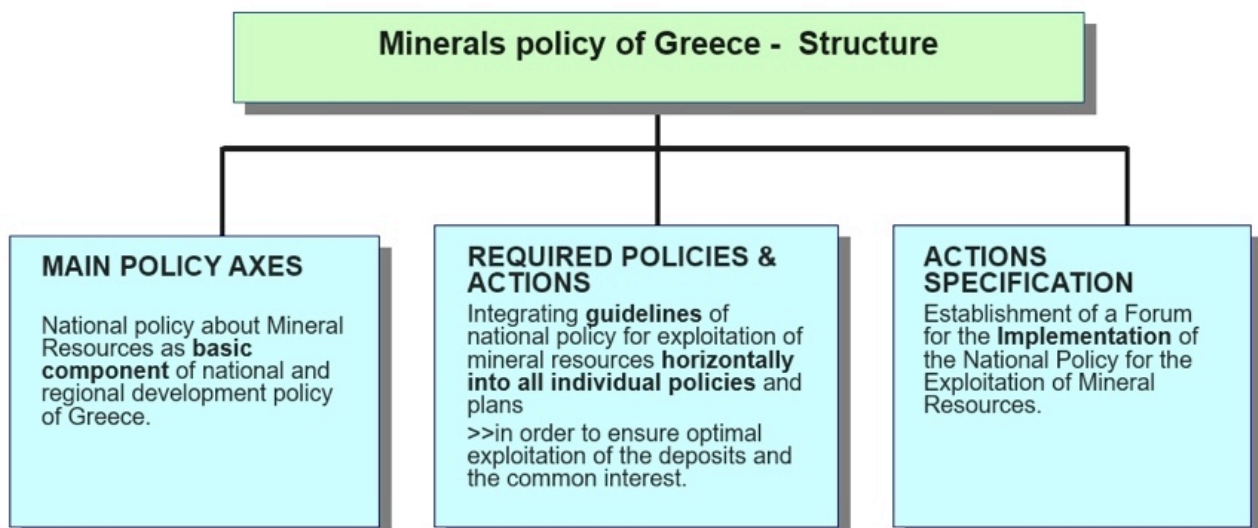 Minerals policy of Greece - Structure
MAIN POLICY AXES
National policy about Mineral
Resources as basic
component of national and
regional development policy
of Greece.
REQUIRED POLICIES &
ACTIONS
Integrating guidelines of
national policy for exploitation of
mineral resources horizontally
into all individual policies and
plans
>>in order to ensure optimal
exploitation of the deposits and
the common interest.
ACTIONS
SPECIFICATION
Establishment of a Forum
for the Implementation of
the National Policy for the
Exploitation of Mineral
Resources.